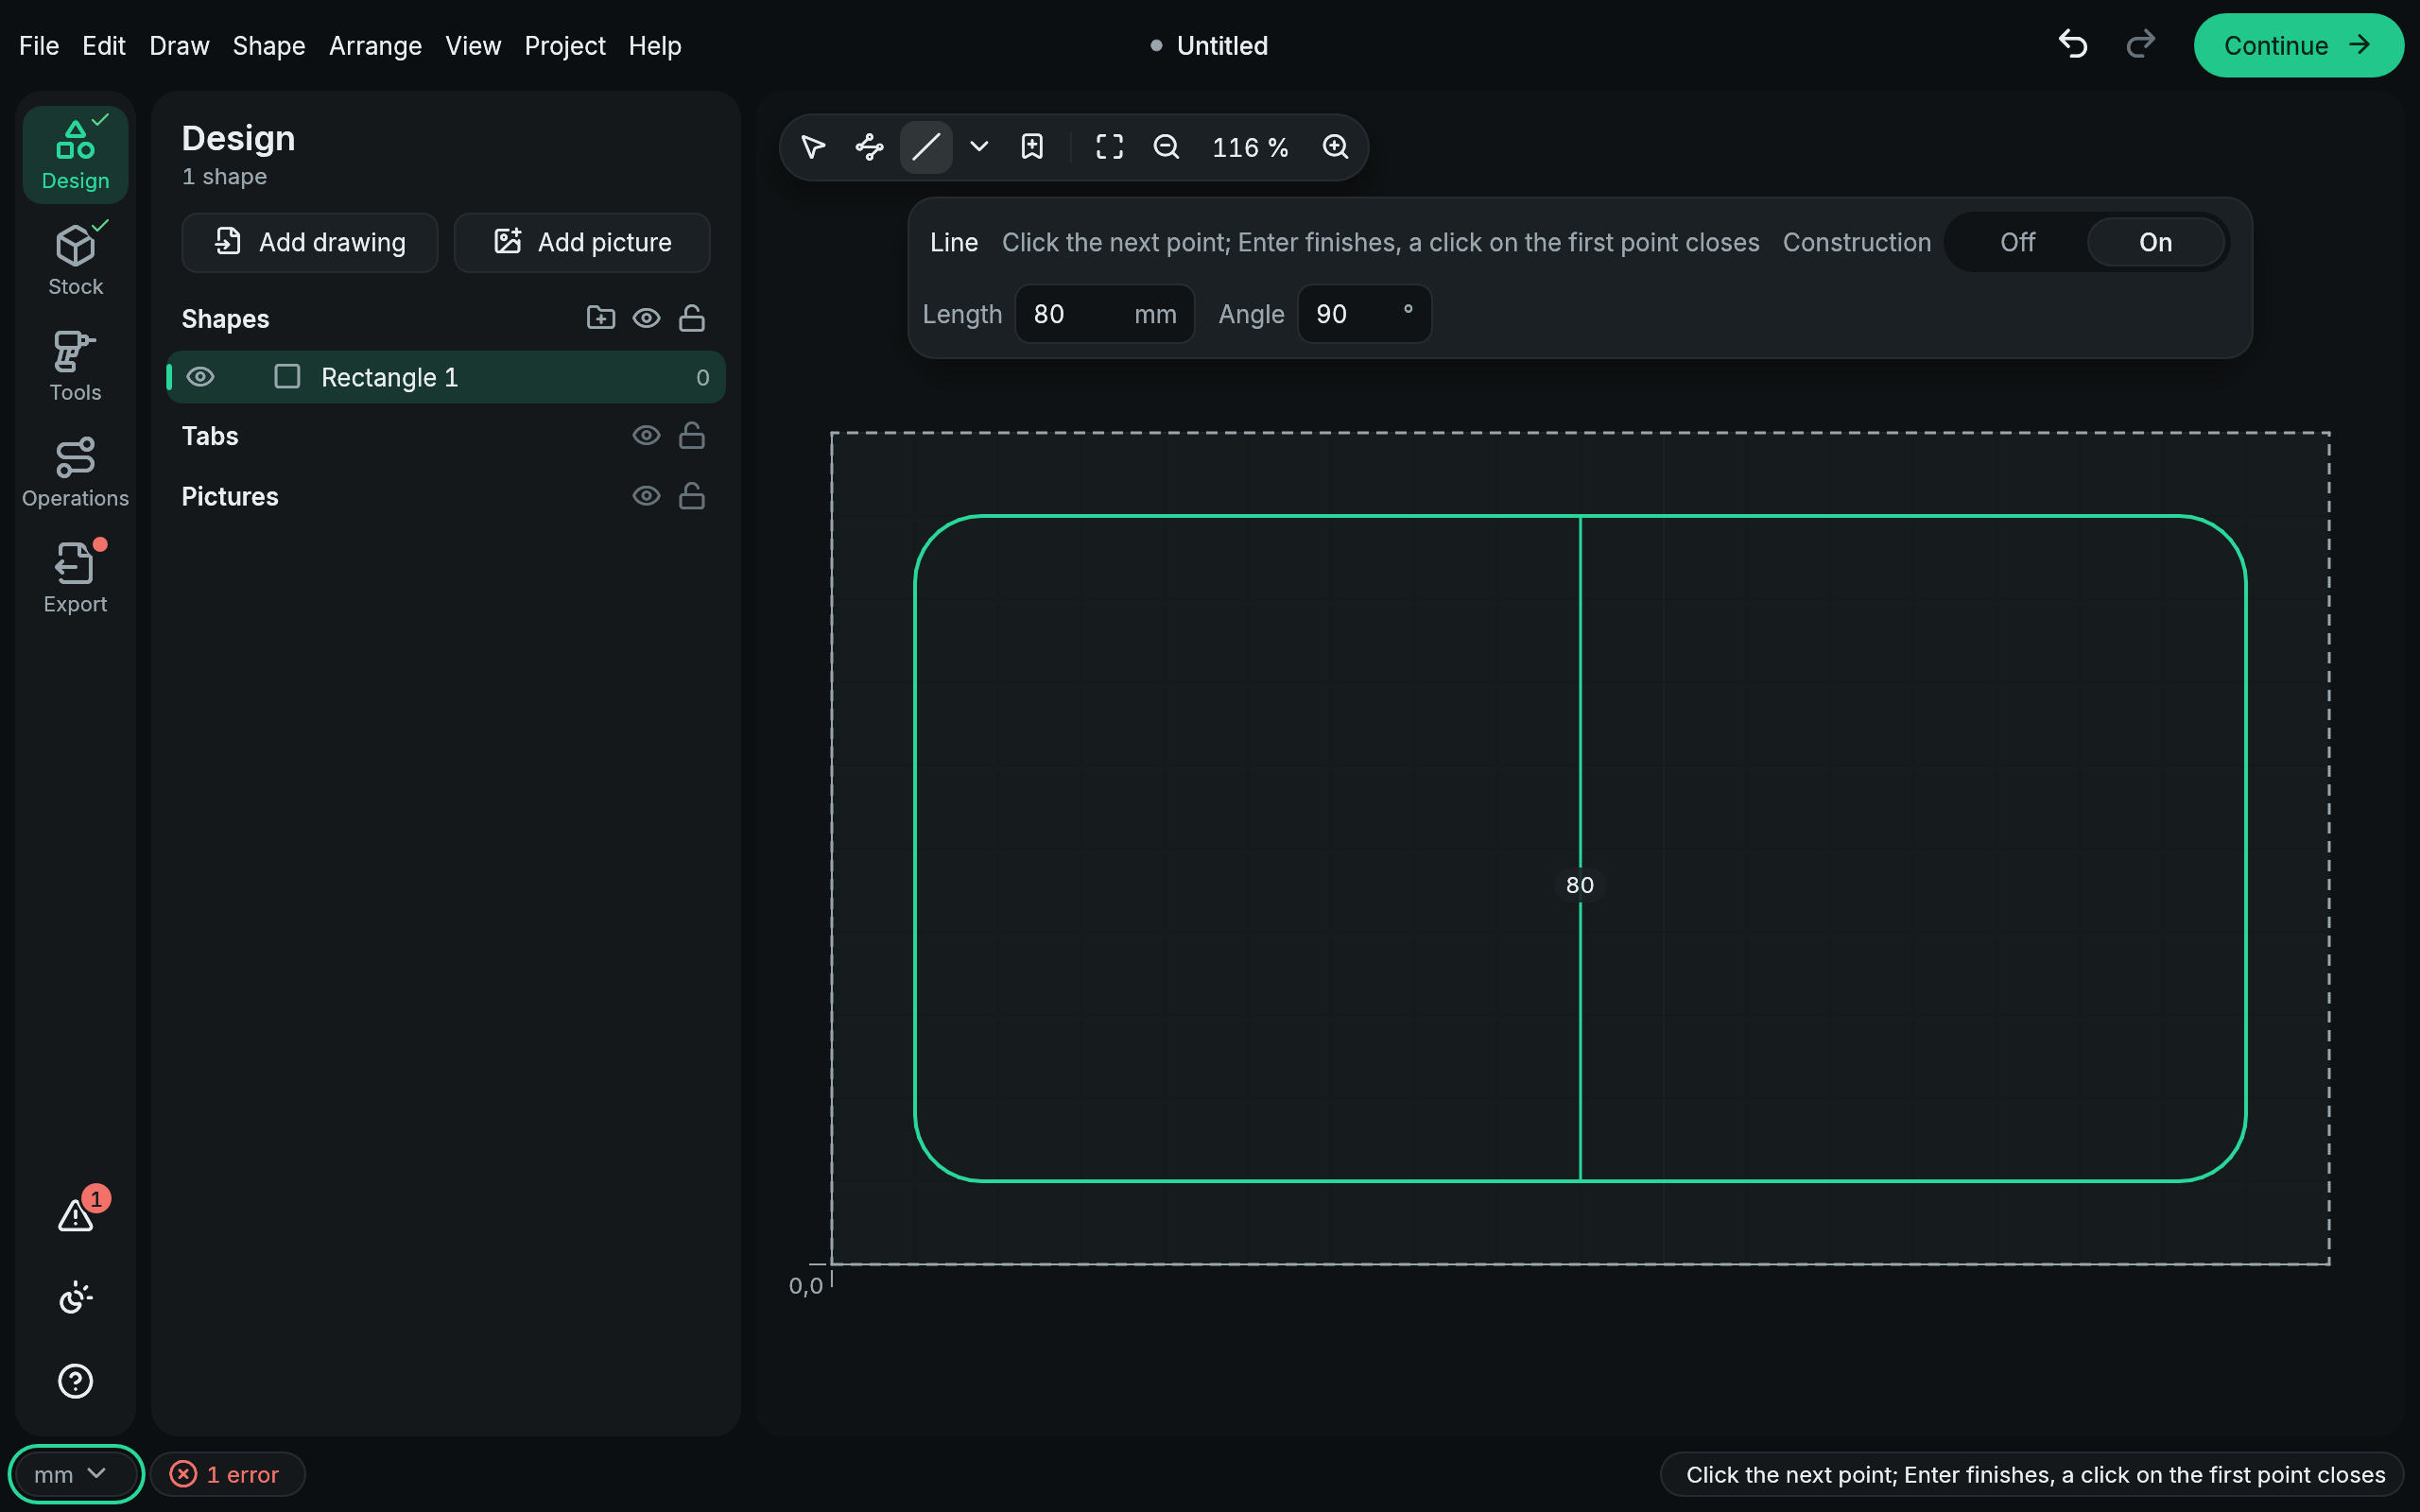 File Edit Draw Shape Arrange View Project Help
Untitled
Continue
Design
Stock
Tools
Operations
Export
1
Design
1 shape
Add drawing
Add picture
Shapes
Rectangle 1
0
Tabs
Pictures
116 %
Line Click the next point; Enter finishes, a click on the first point closes Construction Off On
Length 80 mm Angle 90 °
80
0,0
mm
1 error
Click the next point; Enter finishes, a click on the first point closes